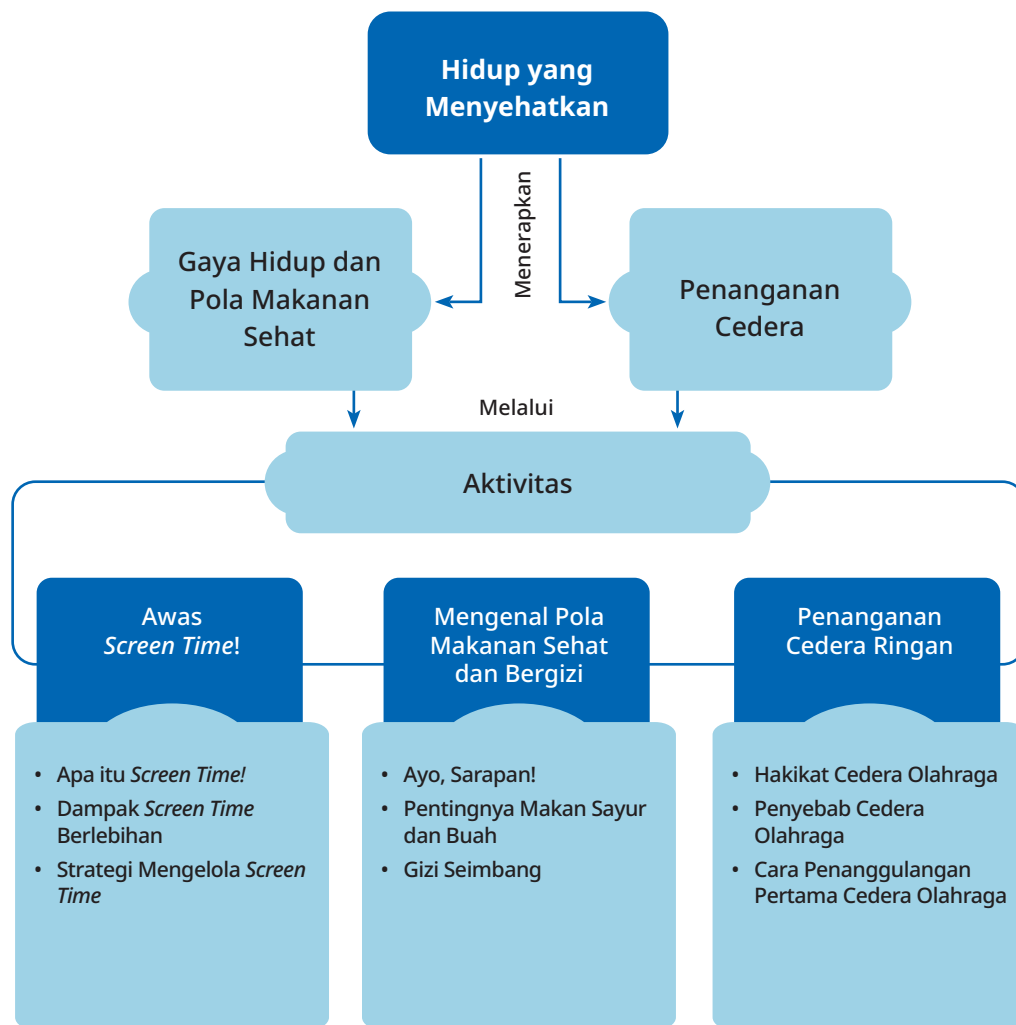 Hidup yang
Menyehatkan
Menerapkan
Gaya Hidup dan
Pola Makanan
Sehat
Penanganan
Cedera
Melalui
Aktivitas
Awas
Screen Time!
• Apa itu Screen Time!
• Dampak Screen Time
Berlebihan
• Strategi Mengelola Screen
Time
Mengenal Pola
Makanan Sehat
dan Bergizi
• Ayo, Sarapan!
• Pentingnya Makan Sayur
dan Buah
• Gizi Seimbang
Penanganan
Cedera Ringan
• Hakikat Cedera Olahraga
• Penyebab Cedera
Olahraga
• Cara Penanggulangan
Pertama Cedera Olahraga